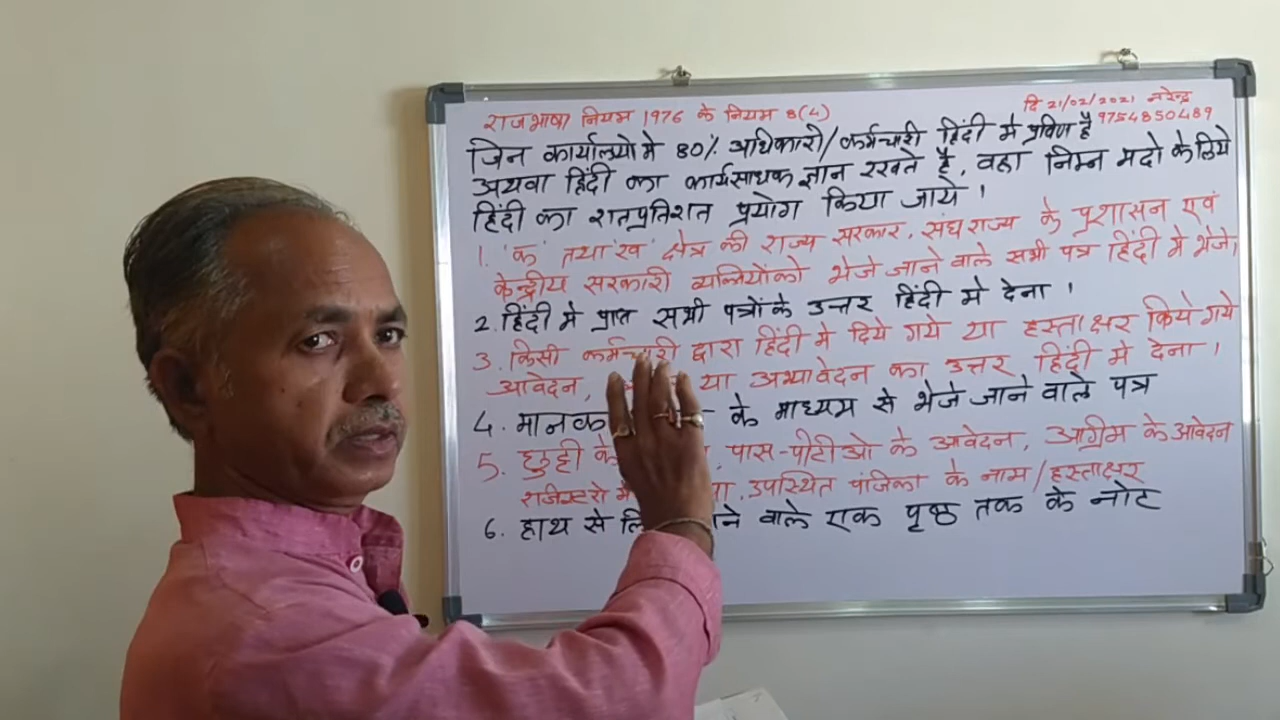 राजभाषा नियम 1976 के नियम 8(4)
दि 21/02/2021 नरेन्द्र
9754850489
जिन कार्यालयो मे 80% अधिकारी/कर्मचारी हिंदी मे प्रविण है
अथवा हिंदी का कार्यसाधक ज्ञान रखते है, वहा निम्न मदो के लिये
हिंदी का शतप्रतिशत प्रयोग किया जाये।
1. 'क' तथा 'ख' क्षेत्र की राज्य सरकार, संघ राज्य के प्रशासन एवं
केन्द्रीय सरकारी व्यक्तियोंको भेजे जाने वाले सभी पत्र हिंदी मे भेजे।
2. हिंदी मे प्राप्त सभी पत्रों के उत्तर हिंदी मे देना।
3. किसी कर्मचारी द्वारा हिंदी मे दिये गये या हस्ताक्षर किये गये
आवेदन, या अभ्यावेदन का उत्तर हिंदी मे देना।
4. मानक के माध्यम से भेजे जाने वाले पत्र
5. छुट्टी के पास-पीटीओ के आवेदन, आग्रिम के आवेदन
रजिस्टरो मे उपस्थित पंजिका के नाम/हस्ताक्षर
6. हाथ से वाले एक पृष्ठ तक के नोट